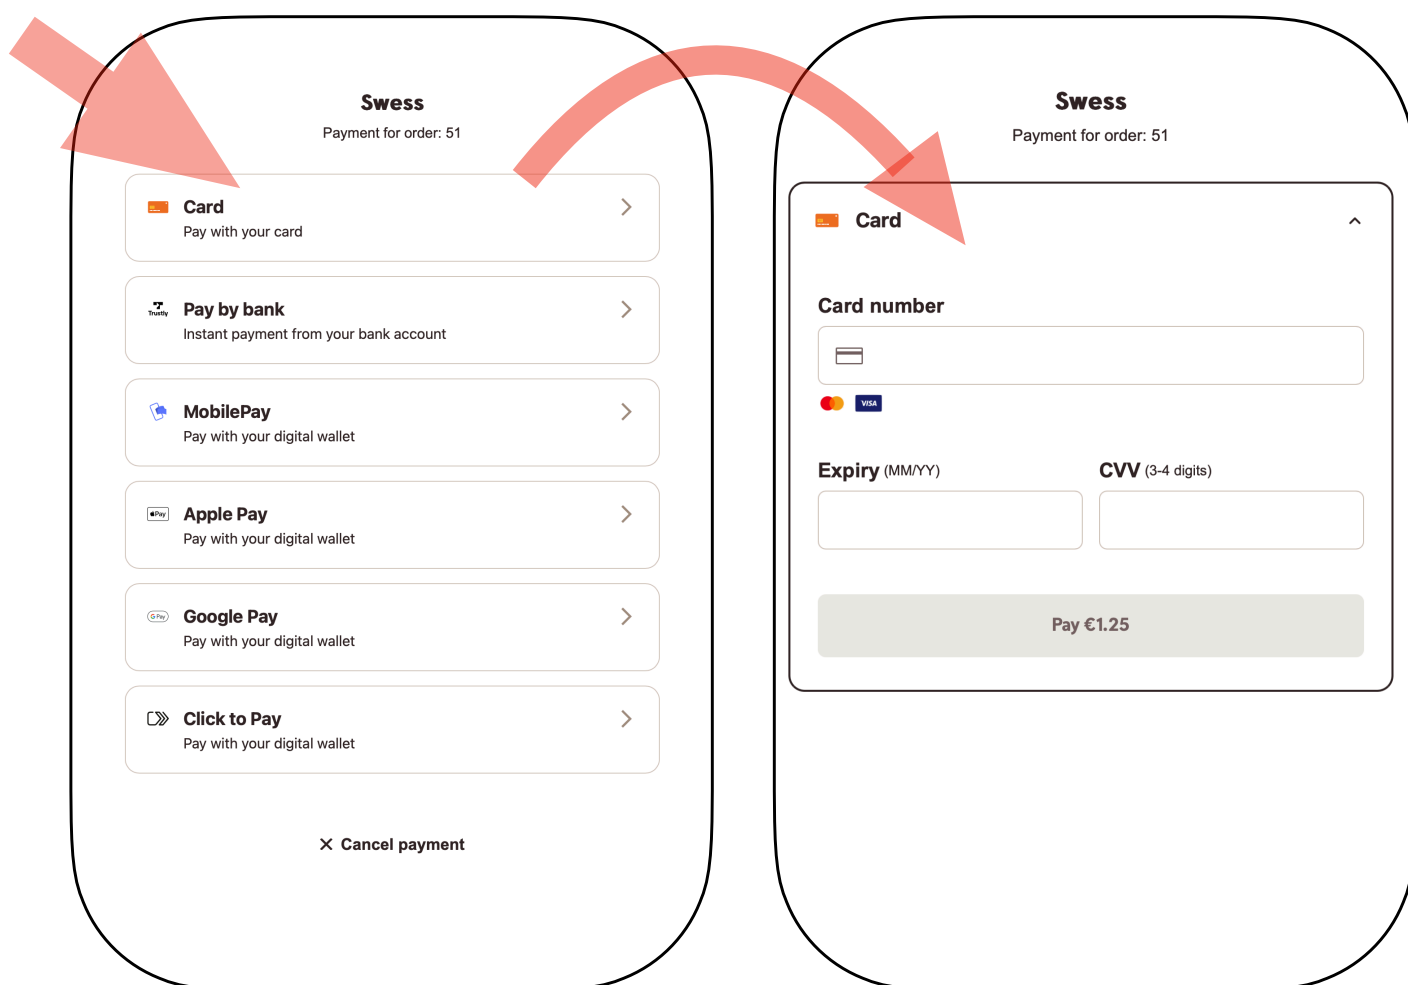 Swess
Payment for order: 51
Card
Pay with your card
Trustly
Pay by bank
Instant payment from your bank account
MobilePay
Pay with your digital wallet
Pay
Apple Pay
Pay with your digital wallet
G Pay
Google Pay
Pay with your digital wallet
Click to Pay
Pay with your digital wallet
Cancel payment
Swess
Payment for order: 51
Card
Card number
VISA
Expiry (MM/YY)
CVV (3-4 digits)
Pay €1.25